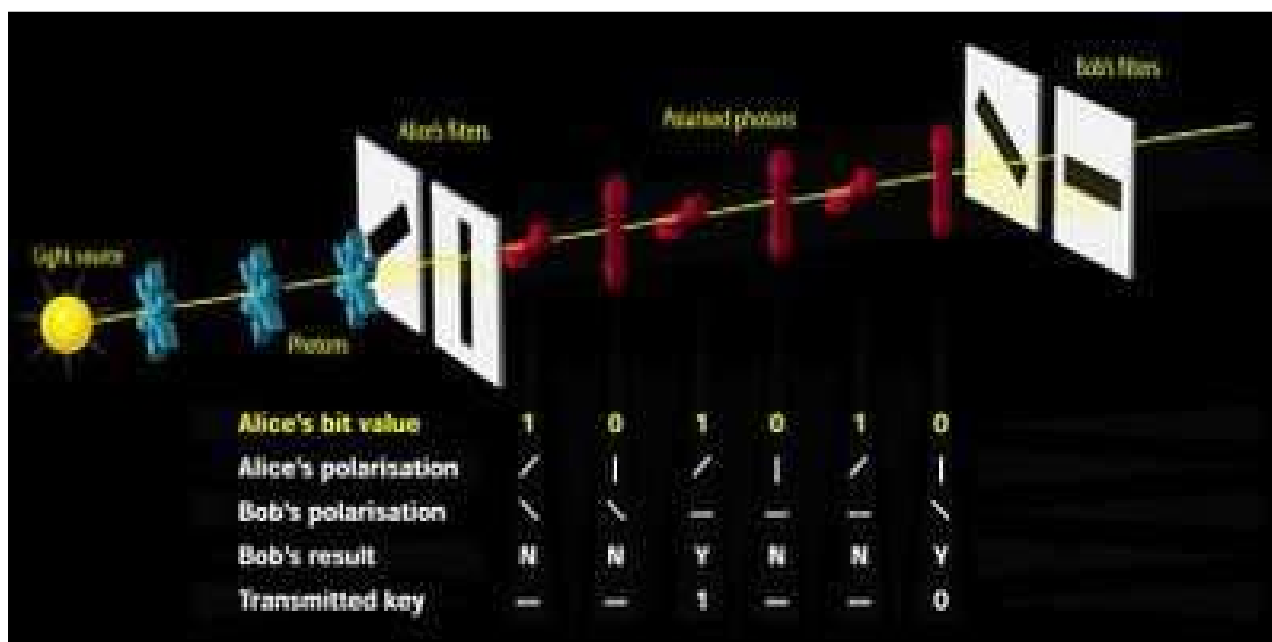 Bob's filters
Alice's filters
Polarised photons
Light source
Photons
Alice's bit value 1 0 1 0 1 0
Alice's polarisation / | / | / |
Bob's polarisation \ \ — — — \
Bob's result N N Y N N Y
Transmitted key — — 1 — — 0